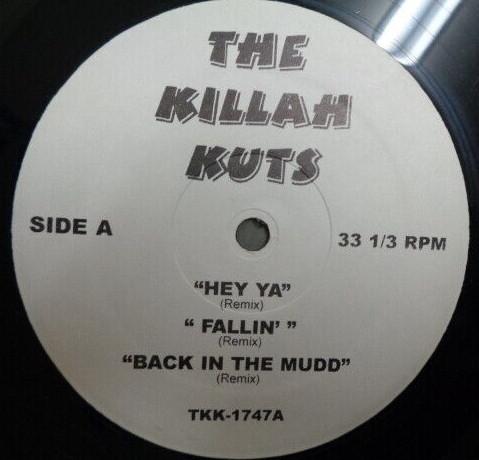 THE
KILLAH
KUTS
SIDE A
33 1/3 RPM
"HEY YA"
(Remix)
" FALLIN' "
(Remix)
"BACK IN THE MUDD"
(Remix)
TKK-1747A